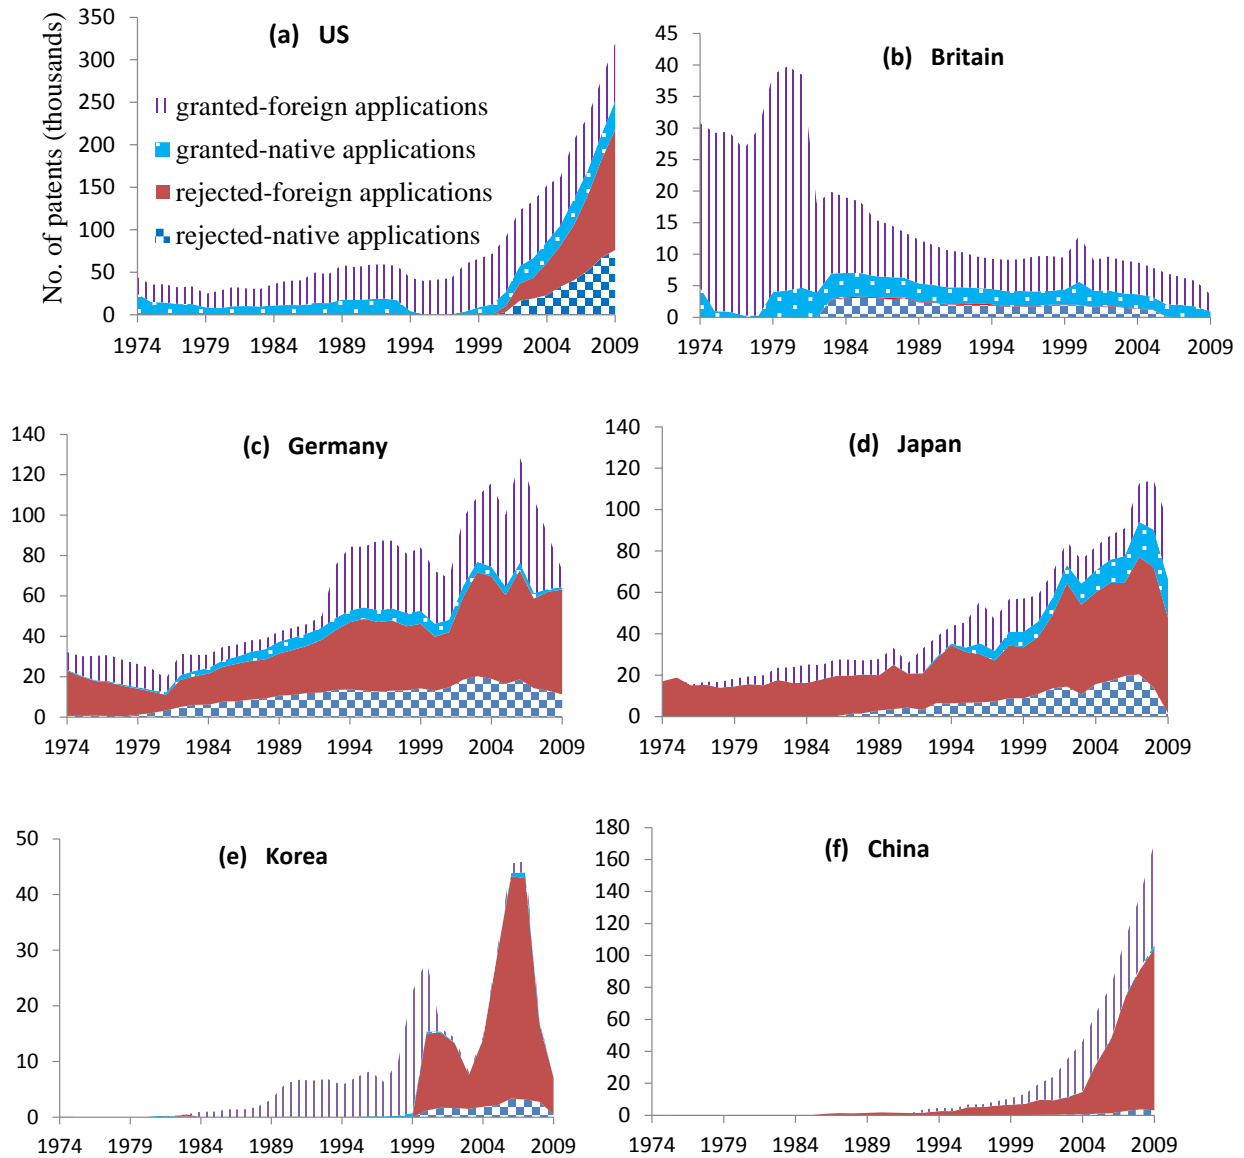 (a) US
No. of patents (thousands)
350
300
250
200
150
100
50
0
granted-foreign applications
granted-native applications
rejected-foreign applications
rejected-native applications
1974 1979 1984 1989 1994 1999 2004 2009
(b) Britain
45
40
35
30
25
20
15
10
5
0
1974 1979 1984 1989 1994 1999 2004 2009
(c) Germany
140
120
100
80
60
40
20
0
1974 1979 1984 1989 1994 1999 2004 2009
(d) Japan
140
120
100
80
60
40
20
0
1974 1979 1984 1989 1994 1999 2004 2009
(e) Korea
50
40
30
20
10
0
1974 1979 1984 1989 1994 1999 2004 2009
(f) China
180
160
140
120
100
80
60
40
20
0
1974 1979 1984 1989 1994 1999 2004 2009